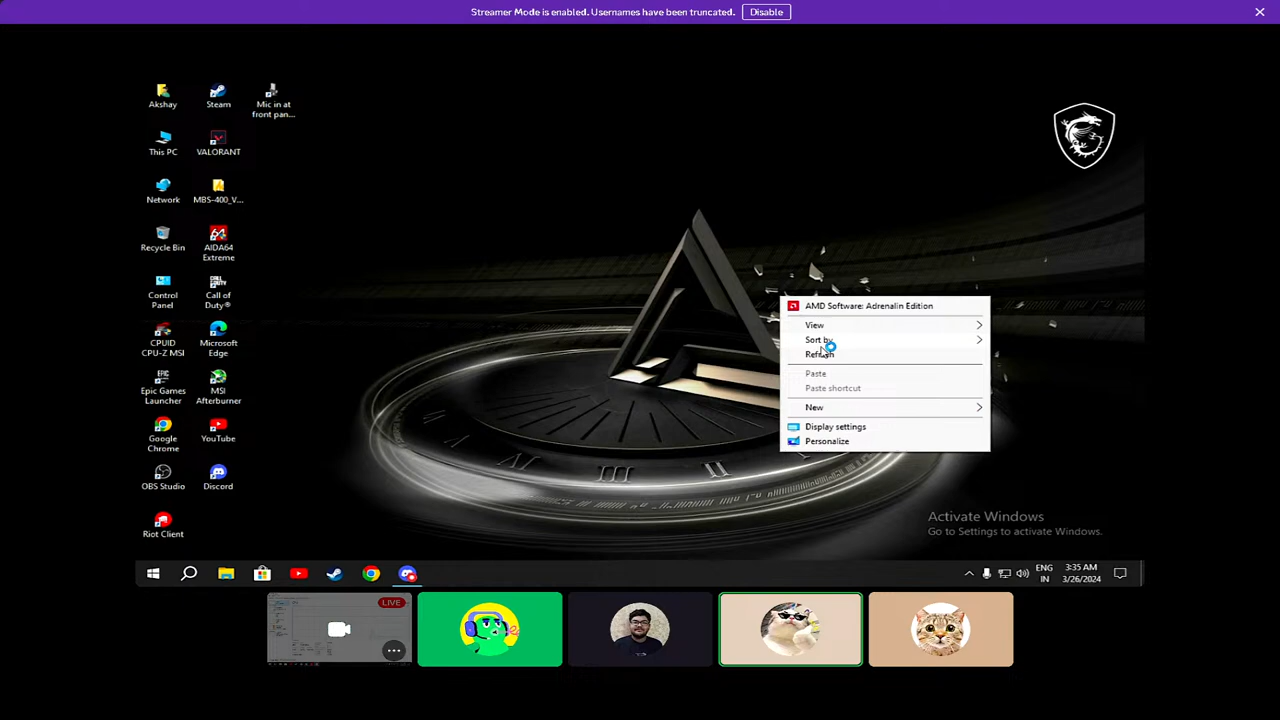 Streamer Mode is enabled. Usernames have been truncated. Disable
Akshay
Steam
Mic in at
front pan...
This PC
VALORANT
Network
MBS-400_V...
Recycle Bin
AIDA64
Extreme
Control
Panel
Call of
Duty®
CPUID
CPU-Z MSI
Microsoft
Edge
Epic Games
Launcher
MSI
Afterburner
Google
Chrome
YouTube
OBS Studio
Discord
Riot Client
AMD Software: Adrenalin Edition
View
Sort by
Refresh
Paste
Paste shortcut
New
Display settings
Personalize
VI
III
II
Activate Windows
Go to Settings to activate Windows.
ENG
IN
3:35 AM
3/26/2024
LIVE